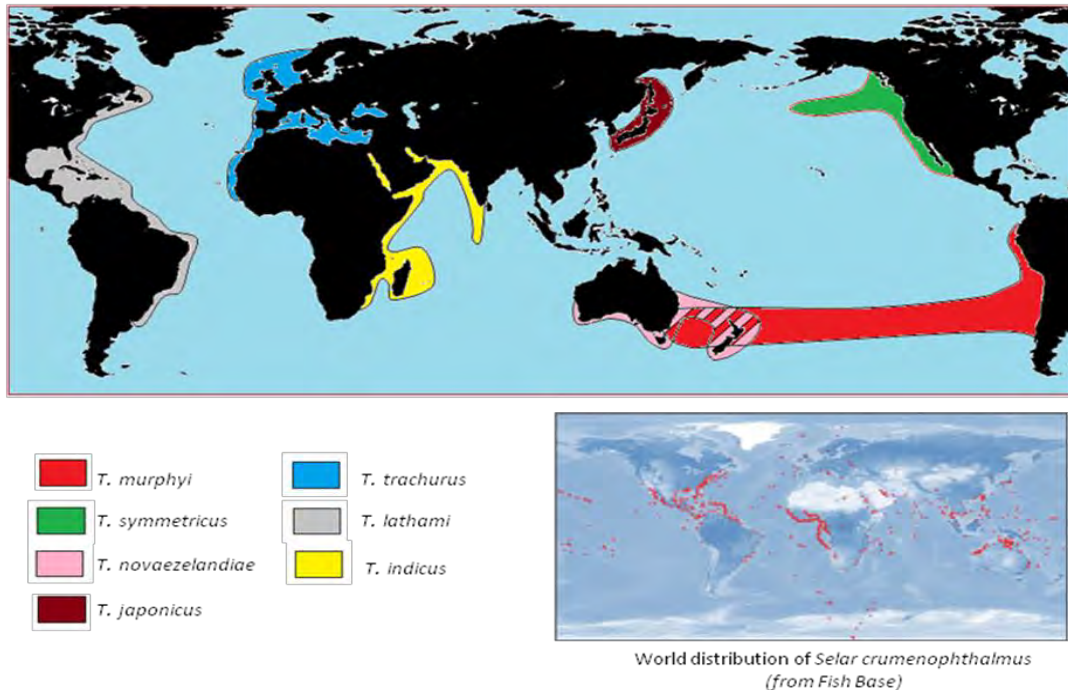 T. murphyi
T. symmetricus
T. novaezelandiae
T. japonicus
T. trachurus
T. lathami
T. indicus
World distribution of Selar crumenophthalmus
(from Fish Base)